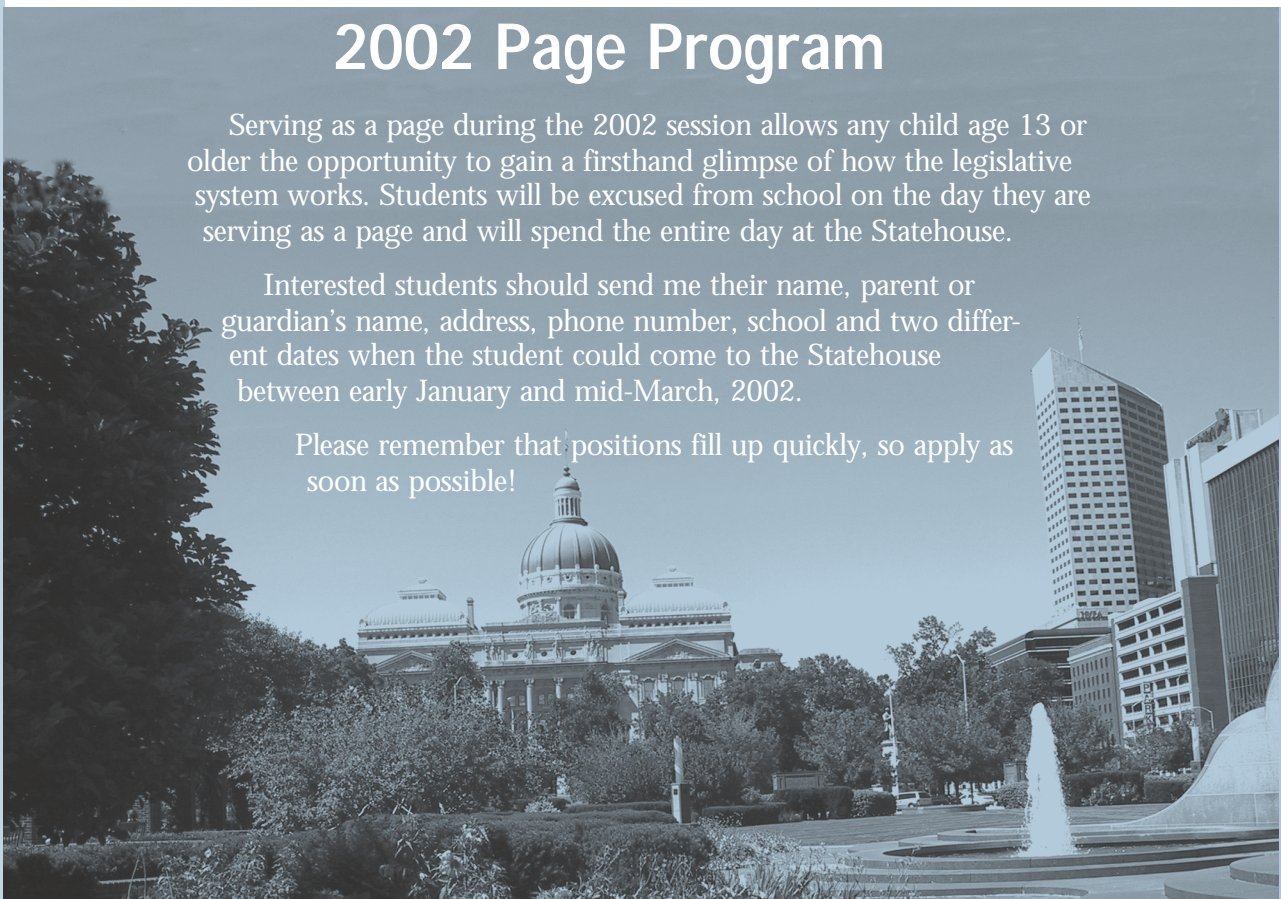 2002 Page Program
Serving as a page during the 2002 session allows any child age 13 or
older the opportunity to gain a firsthand glimpse of how the legislative
system works. Students will be excused from school on the day they are
serving as a page and will spend the entire day at the Statehouse.
Interested students should send me their name, parent or
guardian's name, address, phone number, school and two differ-
ent dates when the student could come to the Statehouse
between early January and mid-March, 2002.
Please remember that positions fill up quickly, so apply as
soon as possible!